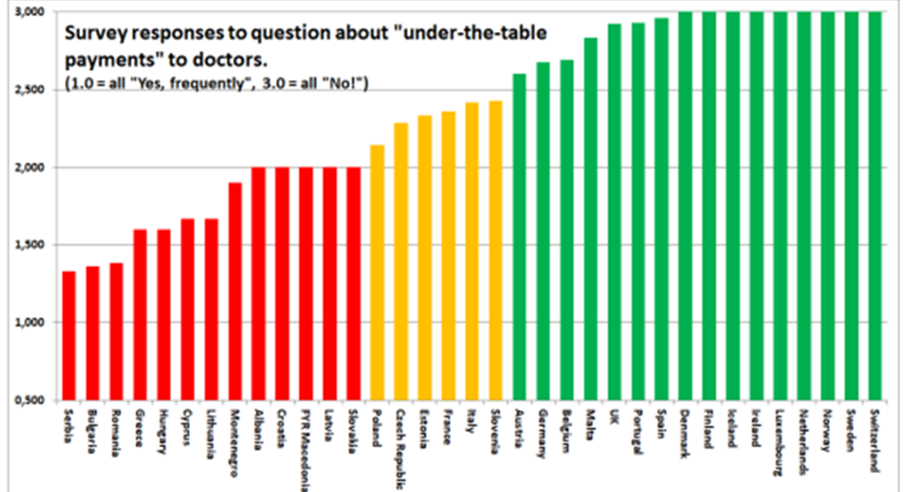 3,000
Survey responses to question about "under-the-table
payments" to doctors.
(1.0 = all "Yes, frequently", 3.0 = all "No!")
2,500
2,000
1,500
1,000
0,500
Serbia
Bulgaria
Romania
Greece
Hungary
Cyprus
Lithuania
Montenegro
Albania
Croatia
FYR Macedonia
Latvia
Slovakia
Poland
Czech Republic
Estonia
France
Italy
Slovenia
Austria
Germany
Belgium
Malta
UK
Portugal
Spain
Denmark
Finland
Iceland
Ireland
Luxembourg
Netherlands
Norway
Sweden
Switzerland